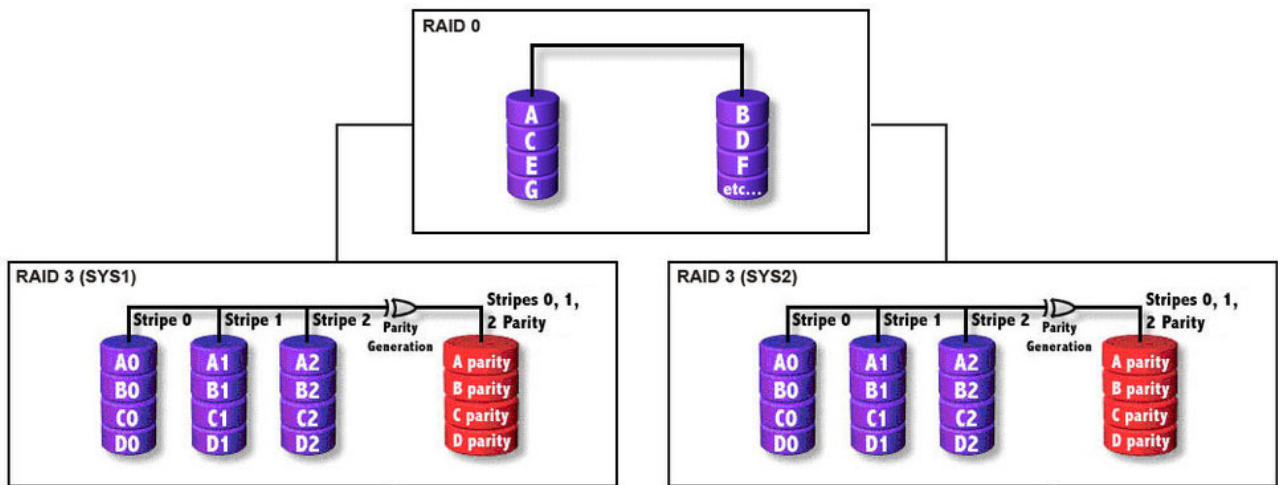 RAID 0
A
C
E
G
B
D
F
etc...
RAID 3 (SYS1)
Stripe 0
Stripe 1
Stripe 2
Parity
Generation
Stripes 0, 1,
2 Parity
A0
B0
C0
D0
A1
B1
C1
D1
A2
B2
C2
D2
A parity
B parity
C parity
D parity
RAID 3 (SYS2)
Stripe 0
Stripe 1
Stripe 2
Parity
Generation
Stripes 0, 1,
2 Parity
A0
B0
C0
D0
A1
B1
C1
D1
A2
B2
C2
D2
A parity
B parity
C parity
D parity